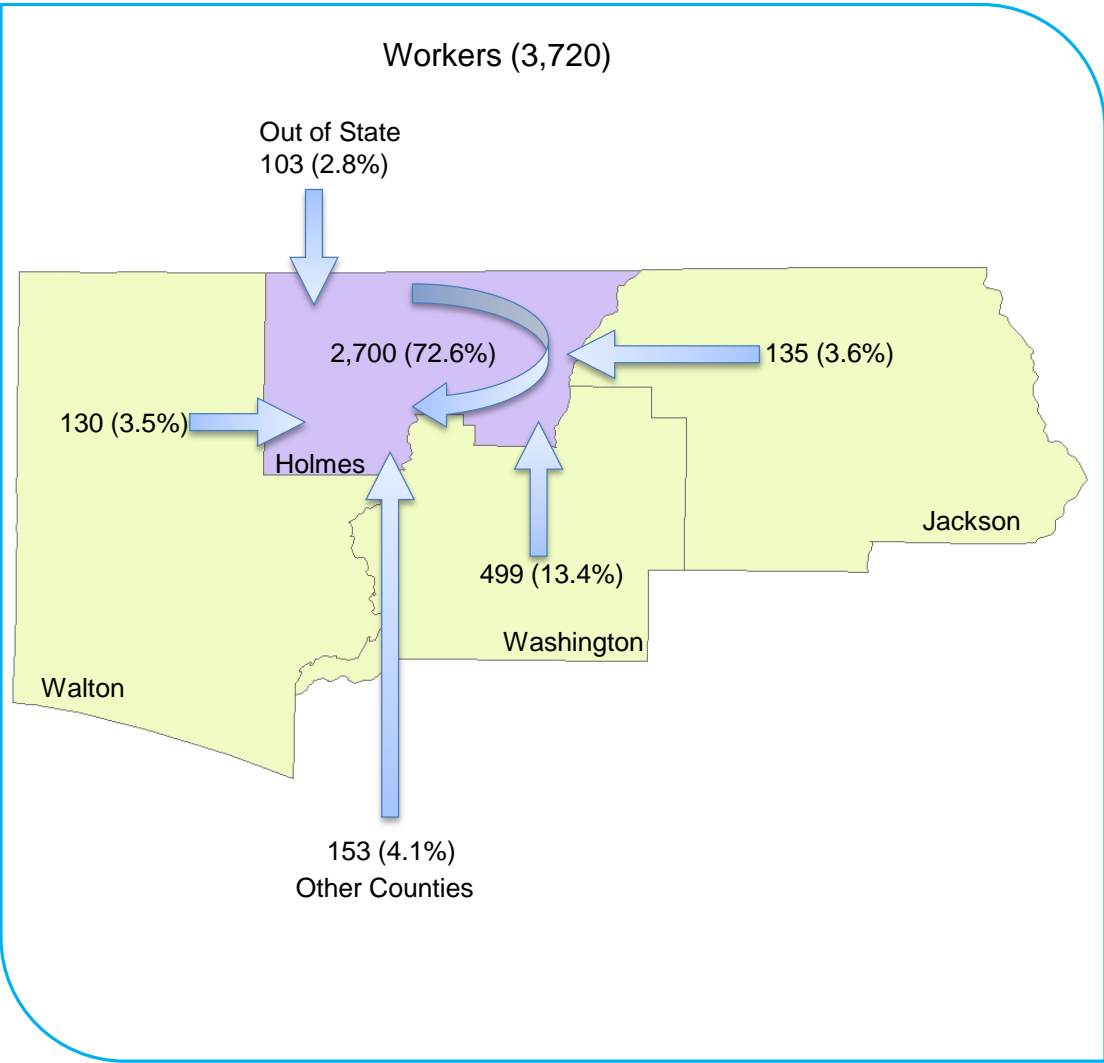 Workers (3,720)
Out of State
103 (2.8%)
2,700 (72.6%)
135 (3.6%)
130 (3.5%)
Holmes
Jackson
499 (13.4%)
Washington
Walton
153 (4.1%)
Other Counties